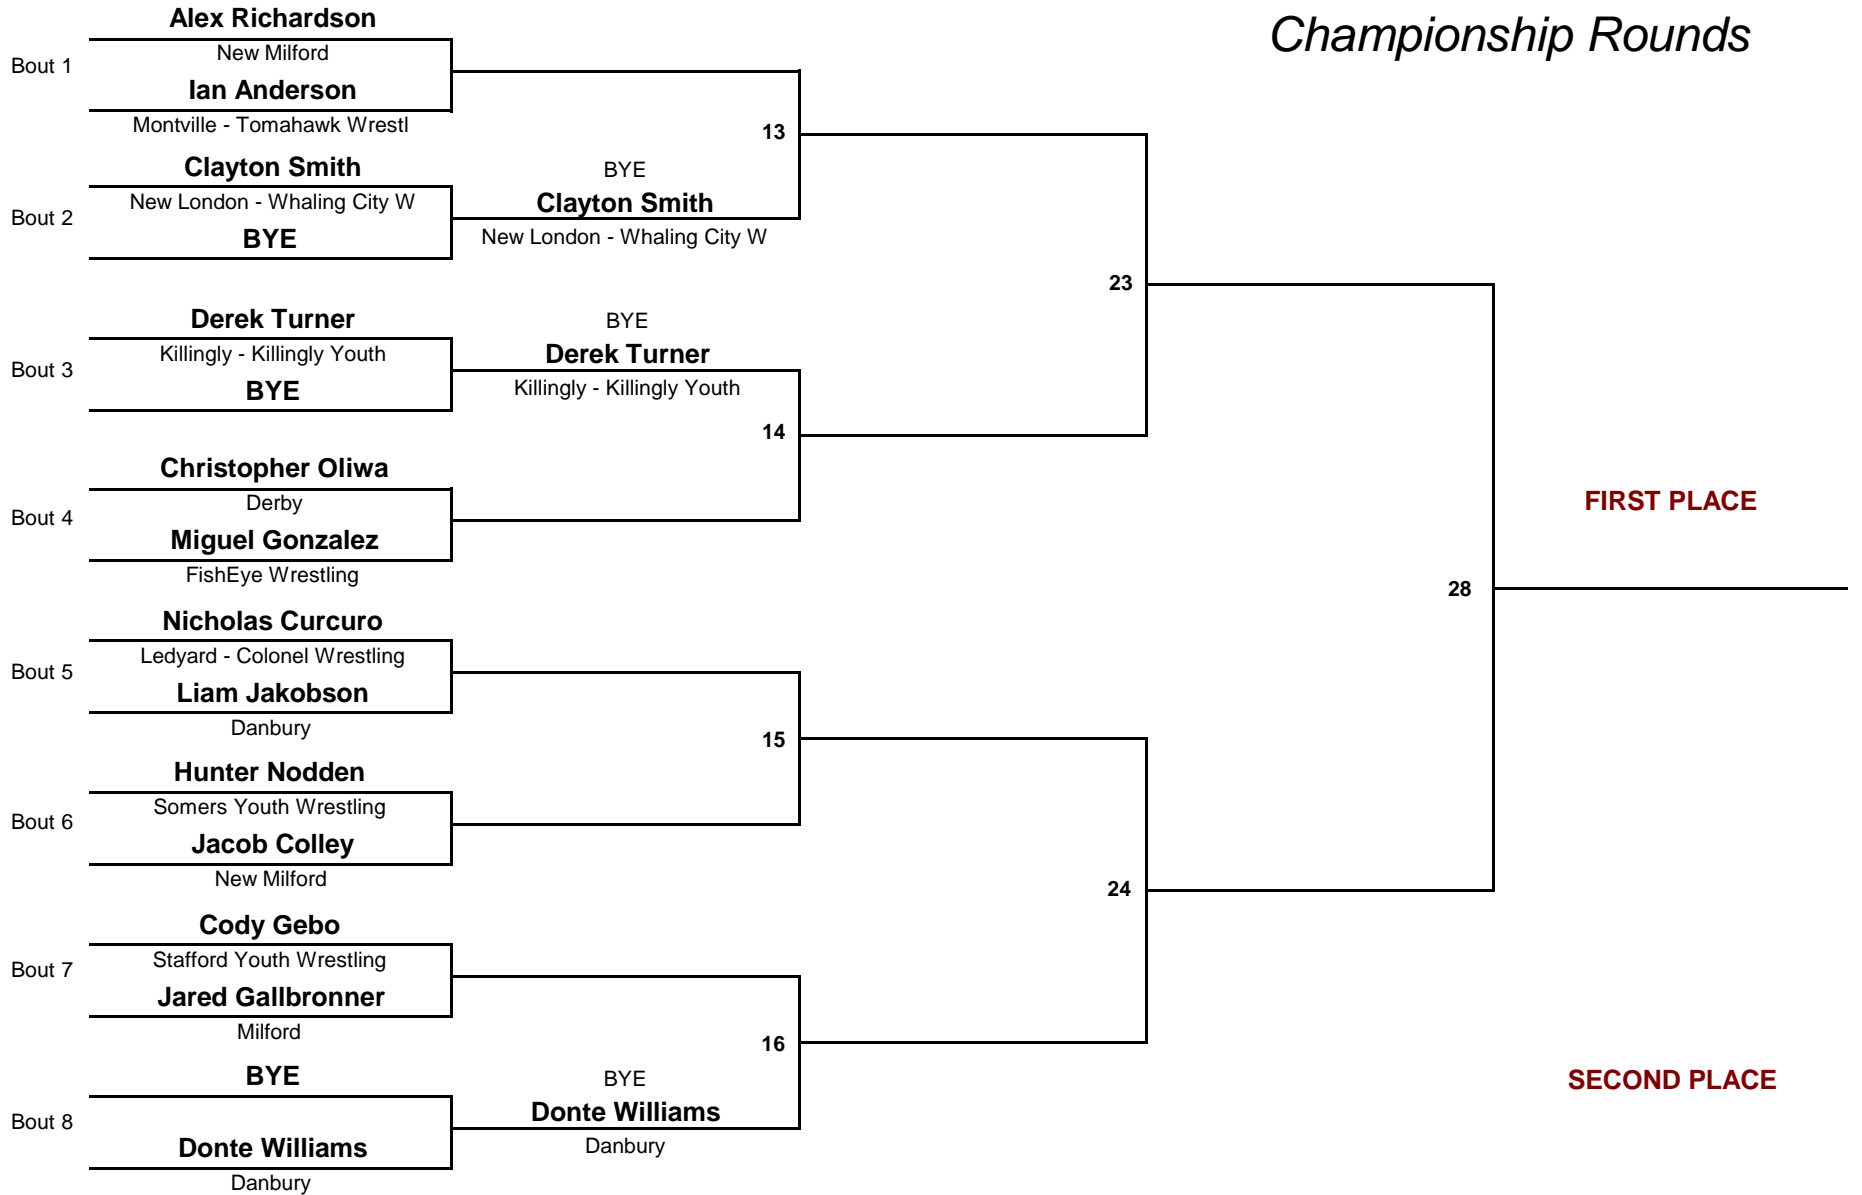 Championship Rounds
Alex Richardson
Bout 1
New Milford
Ian Anderson
Montville - Tomahawk Wrestl
13
Clayton Smith
BYE
Bout 2
New London - Whaling City W
Clayton Smith
BYE
New London - Whaling City W
23
Derek Turner
BYE
Bout 3
Killingly - Killingly Youth
Derek Turner
BYE
Killingly - Killingly Youth
14
Christopher Oliwa
Bout 4
Derby
FIRST PLACE
Miguel Gonzalez
FishEye Wrestling
28
Nicholas Curcuro
Bout 5
Ledyard - Colonel Wrestling
Liam Jakobson
Danbury
15
Hunter Nodden
Bout 6
Somers Youth Wrestling
Jacob Colley
New Milford
24
Cody Gebo
Bout 7
Stafford Youth Wrestling
Jared Gallbronner
Milford
16
BYE
BYE
SECOND PLACE
Bout 8
Donte Williams
Danbury
Donte Williams
Danbury